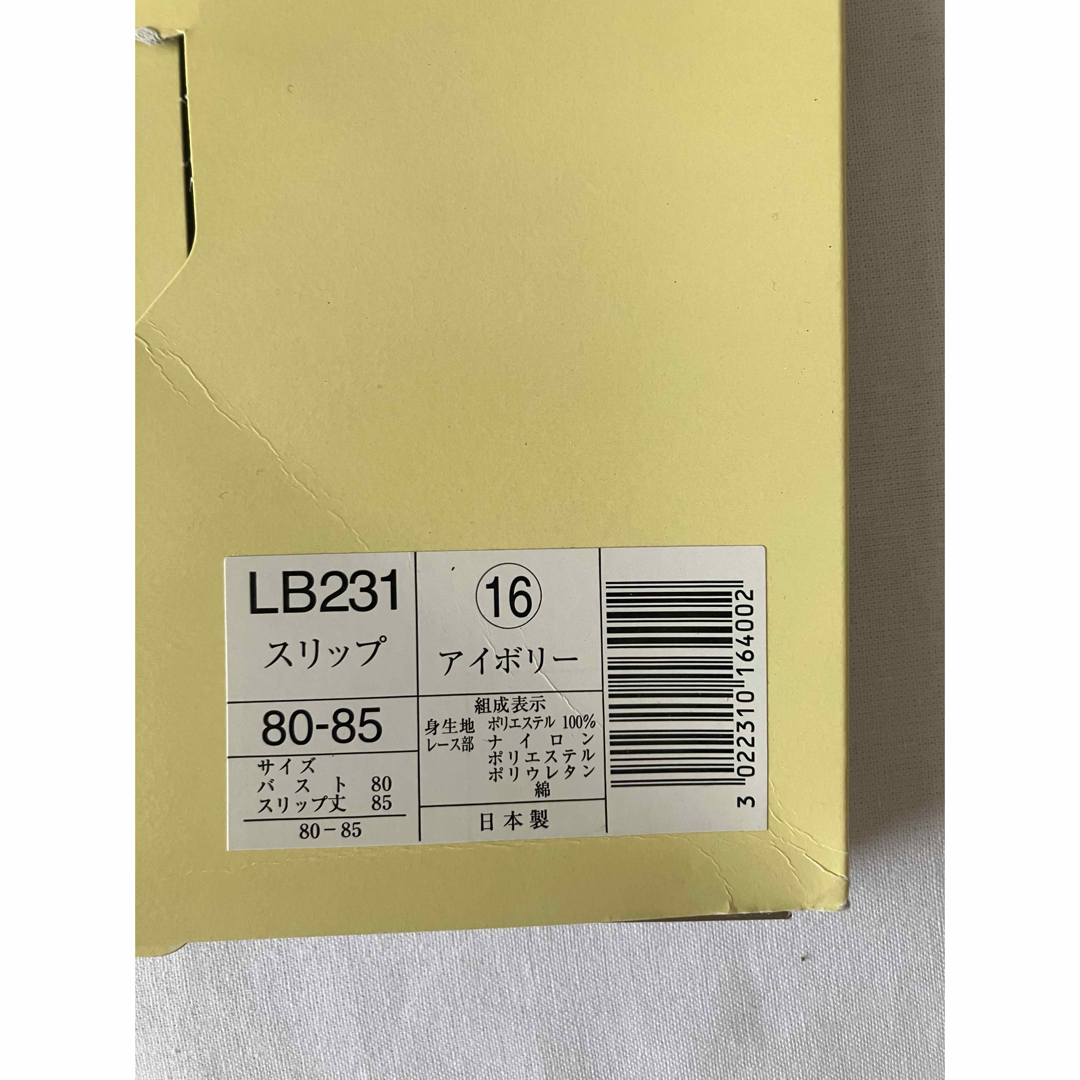 LB231
スリップ
80-85
サイズ
バスト 80
スリップ丈 85
80-85
16
アイボリー
組成表示
身生地 ポリエステル 100%
レース部 ナイロン
ポリエステル
ポリウレタン
綿
日本製
3 022310 164002